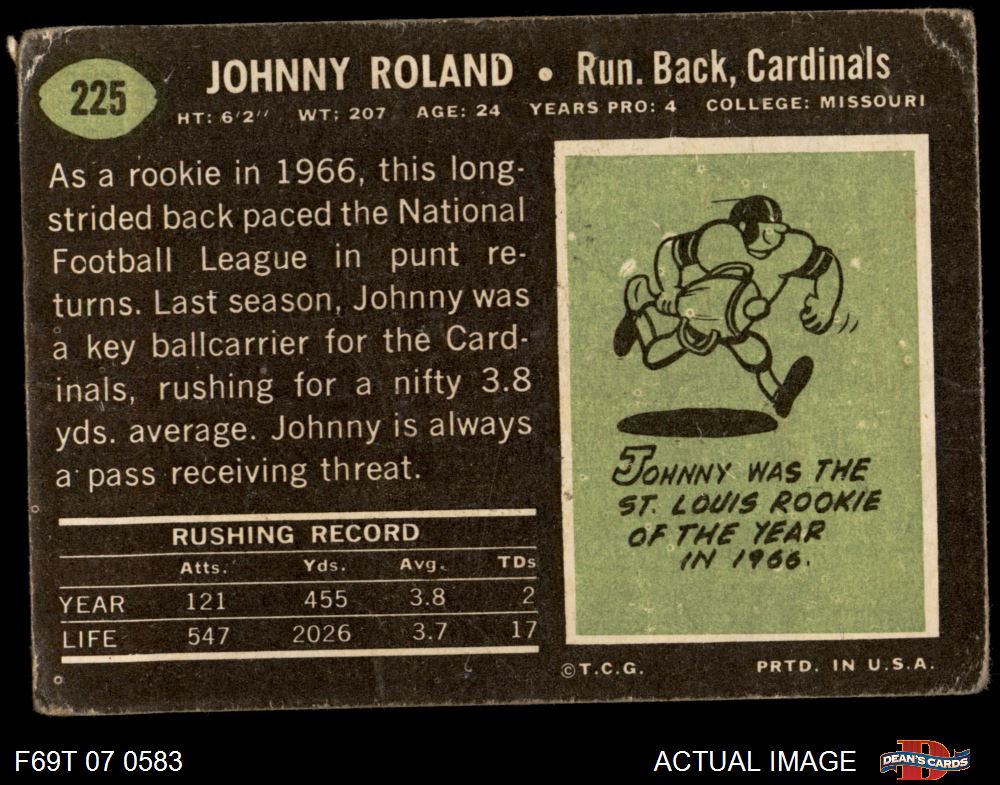 225
JOHNNY ROLAND • Run. Back, Cardinals
HT: 6'2" WT: 207 AGE: 24 YEARS PRO: 4 COLLEGE: MISSOURI
As a rookie in 1966, this long-
strided back paced the National
Football League in punt re-
turns. Last season, Johnny was
a key ballcarrier for the Card-
inals, rushing for a nifty 3.8
yds. average. Johnny is always
a pass receiving threat.
JOHNNY WAS THE
ST. LOUIS ROOKIE
OF THE YEAR
IN 1966.
RUSHING RECORD
Atts. Yds. Avg. TDs
YEAR 121 455 3.8 2
LIFE 547 2026 3.7 17
©T.C.G. PRTD. IN U.S.A.
F69T 07 0583 ACTUAL IMAGE DEAN'S CARDS